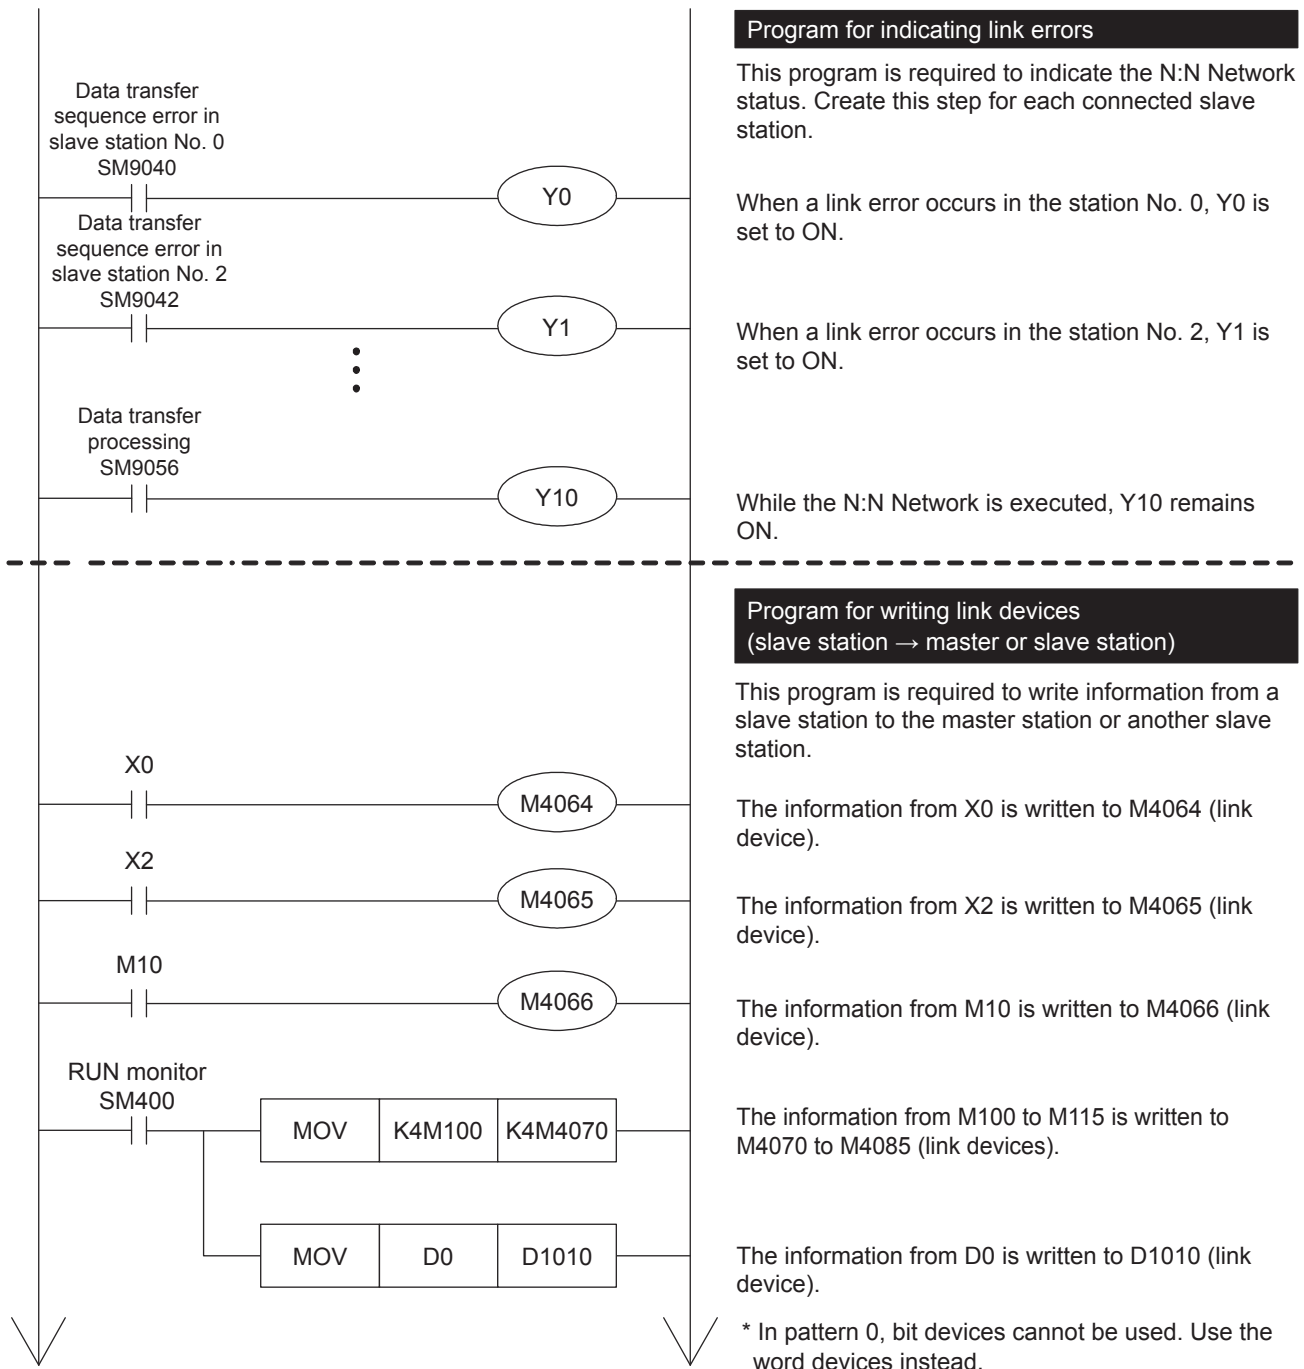 Program for indicating link errors
This program is required to indicate the N:N Network
status. Create this step for each connected slave
station.
Data transfer
sequence error in
slave station No. 0
SM9040
Y0
When a link error occurs in the station No. 0, Y0 is
set to ON.
Data transfer
sequence error in
slave station No. 2
SM9042
Y1
When a link error occurs in the station No. 2, Y1 is
set to ON.
Data transfer
processing
SM9056
Y10
While the N:N Network is executed, Y10 remains
ON.
Program for writing link devices
(slave station → master or slave station)
This program is required to write information from a
slave station to the master station or another slave
station.
X0
M4064
The information from X0 is written to M4064 (link
device).
X2
M4065
The information from X2 is written to M4065 (link
device).
M10
M4066
The information from M10 is written to M4066 (link
device).
RUN monitor
SM400
MOV K4M100 K4M4070
The information from M100 to M115 is written to
M4070 to M4085 (link devices).
MOV D0 D1010
The information from D0 is written to D1010 (link
device).
* In pattern 0, bit devices cannot be used. Use the
word devices instead.